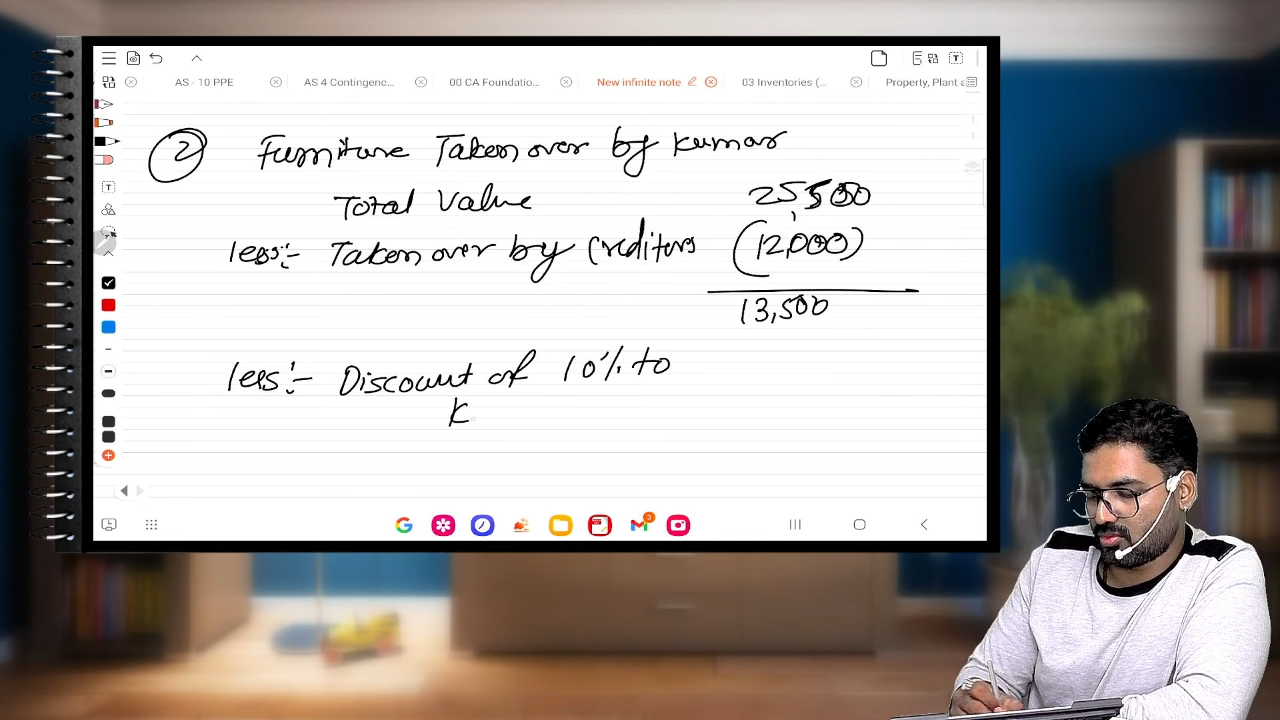 AS - 10 PPE
AS 4 Contingenc...
00 CA Foundatio...
New infinite note
03 Inventories (...
Property, Plant a
2 Furniture Taken over by Kumar
Total Value 25,500
less:- Taken over by Creditors (12,000)
13,500
less:- Discount of 10% to
K
3